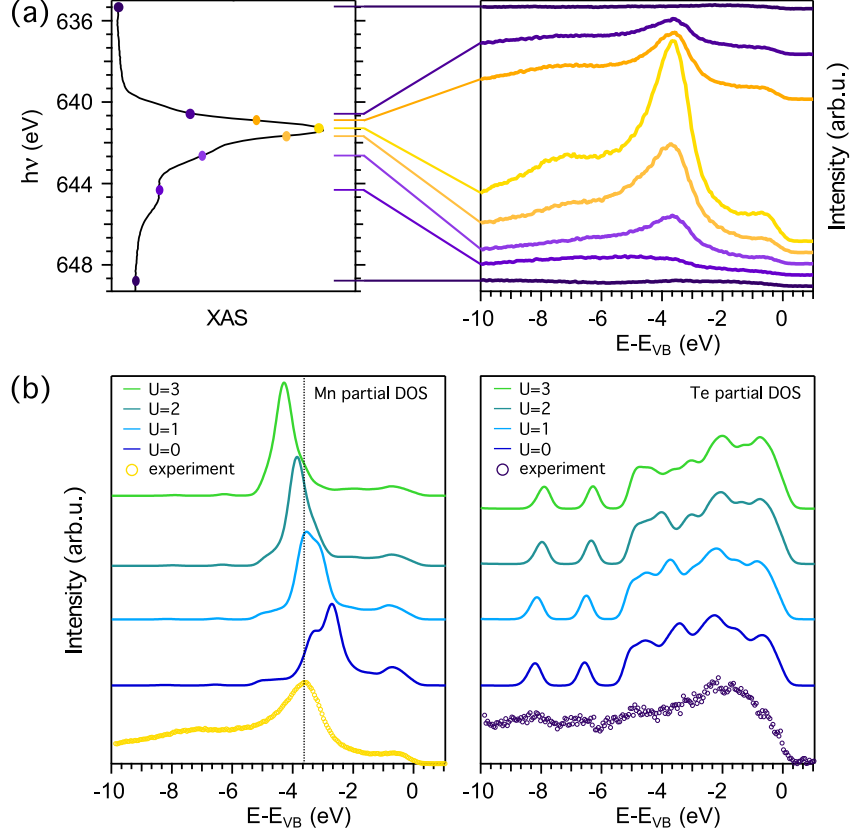 (a)
636
640
644
648
hν (eV)
XAS
-10
-8
-6
-4
-2
0
E-E_VB (eV)
Intensity (arb.u.)
(b)
U=3
U=2
U=1
U=0
experiment
Mn partial DOS
Intensity (arb.u.)
-10
-8
-6
-4
-2
0
E-E_VB (eV)
U=3
U=2
U=1
U=0
experiment
Te partial DOS
-10
-8
-6
-4
-2
0
E-E_VB (eV)